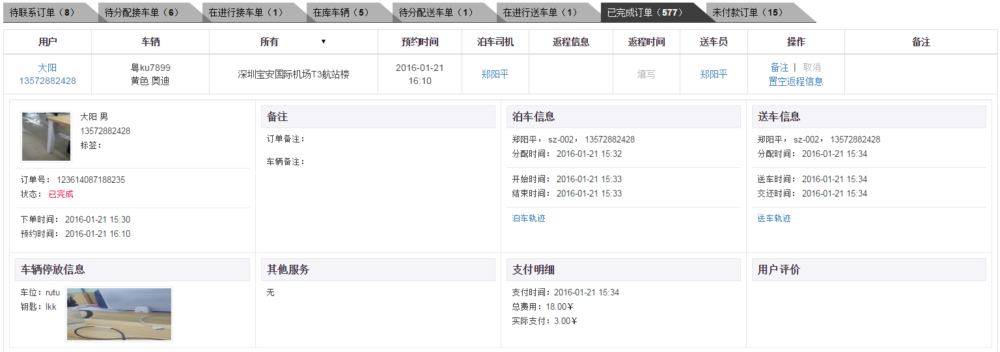 待联系订单（8） 待分配接车单（6） 在进行接车单（1） 在库车辆（5） 待分配送车单（1） 在进行送车单（1） 已完成订单（577） 未付款订单（15）
用户 车辆 所有 ▼ 预约时间 泊车司机 返程信息 返程时间 送车员 操作 备注
大阳
13572882428
粤ku7899
黄色 奥迪
深圳宝安国际机场T3航站楼
2016-01-21
16:10
郑阳平
填写
郑阳平
备注 | 取消
置空返程信息
大阳 男
13572882428
标签：
订单号： 123614087188235
状态： 已完成
下单时间： 2016-01-21 15:30
预约时间： 2016-01-21 16:10
备注
订单备注：
车辆备注：
泊车信息
郑阳平， sz-002， 13572882428
分配时间： 2016-01-21 15:32
开始时间： 2016-01-21 15:33
结束时间： 2016-01-21 15:33
泊车轨迹
送车信息
郑阳平， sz-002， 13572882428
分配时间： 2016-01-21 15:34
送车时间： 2016-01-21 15:34
交还时间： 2016-01-21 15:34
送车轨迹
车辆停放信息
车位：rutu
钥匙：lkk
其他服务
无
支付明细
支付时间：2016-01-21 15:34
总费用：18.00¥
实际支付：3.00¥
用户评价